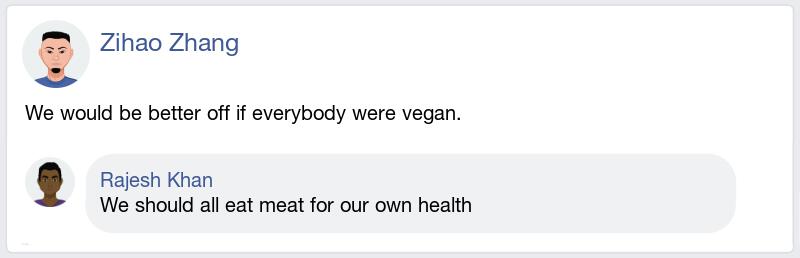 Zihao Zhang
We would be better off if everybody were vegan.
Rajesh Khan
We should all eat meat for our own health